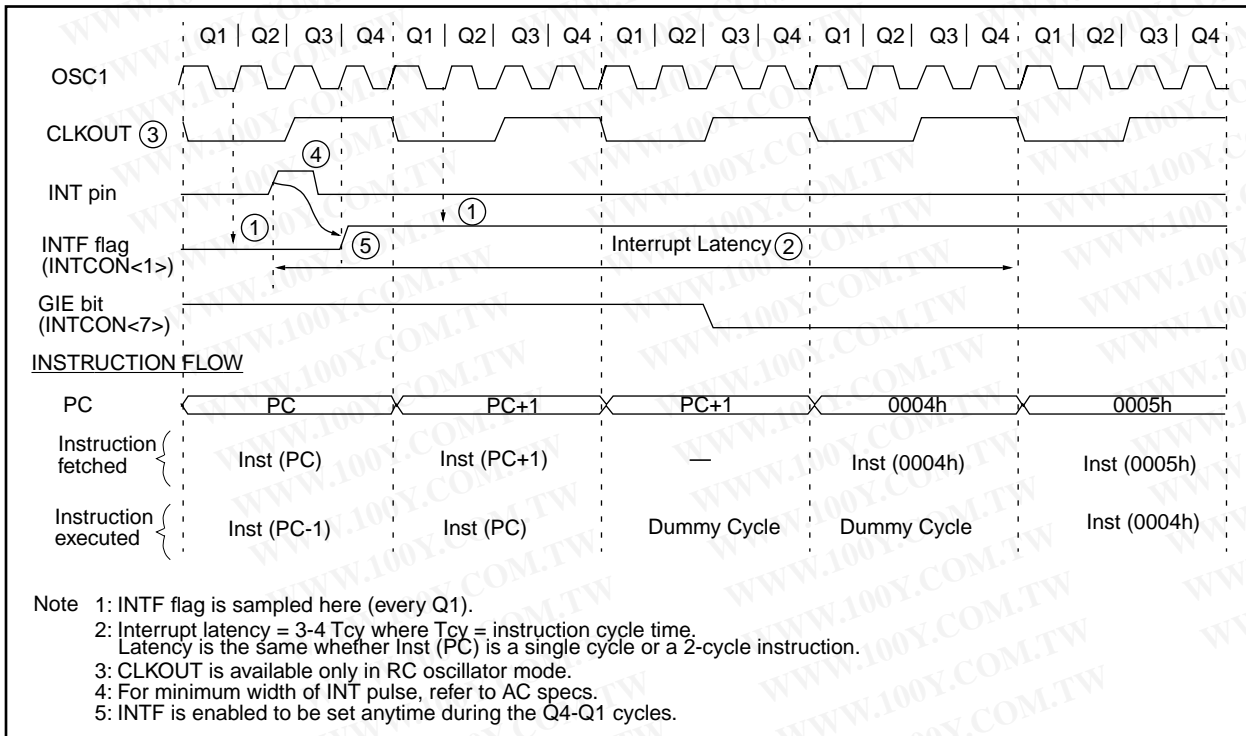 Q1 | Q2 | Q3 | Q4 Q1 | Q2 | Q3 | Q4 Q1 | Q2 | Q3 | Q4 Q1 | Q2 | Q3 | Q4 Q1 | Q2 | Q3 | Q4
OSC1
CLKOUT 3
4
INT pin
1 1
INTF flag
(INTCON<1>)
5
Interrupt Latency 2
GIE bit
(INTCON<7>)
INSTRUCTION FLOW
PC PC PC+1 PC+1 0004h 0005h
Instruction
fetched
Inst (PC) Inst (PC+1) — Inst (0004h) Inst (0005h)
Instruction
executed
Inst (PC-1) Inst (PC) Dummy Cycle Dummy Cycle Inst (0004h)
Note 1: INTF flag is sampled here (every Q1).
2: Interrupt latency = 3-4 Tcy where Tcy = instruction cycle time.
Latency is the same whether Inst (PC) is a single cycle or a 2-cycle instruction.
3: CLKOUT is available only in RC oscillator mode.
4: For minimum width of INT pulse, refer to AC specs.
5: INTF is enabled to be set anytime during the Q4-Q1 cycles.
WWW.100Y.COM.TW